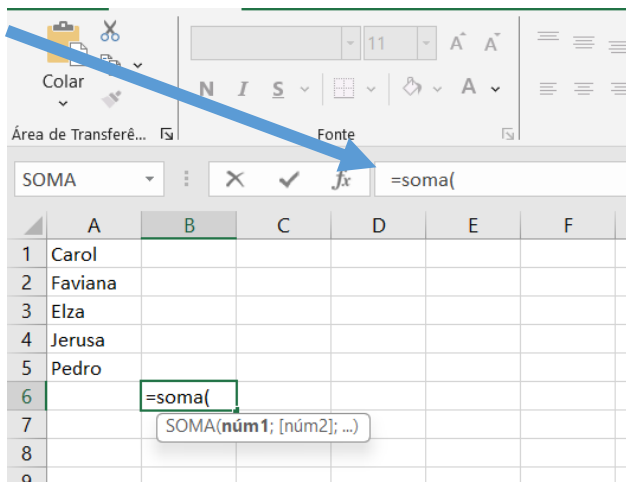 Colar
11 A A
N I S A
Área de Transferê... Fonte
SOMA fx =soma(
A B C D E F
1 Carol
2 Faviana
3 Elza
4 Jerusa
5 Pedro
6 =soma(
7 SOMA(núm1; [núm2]; ...)
8
9